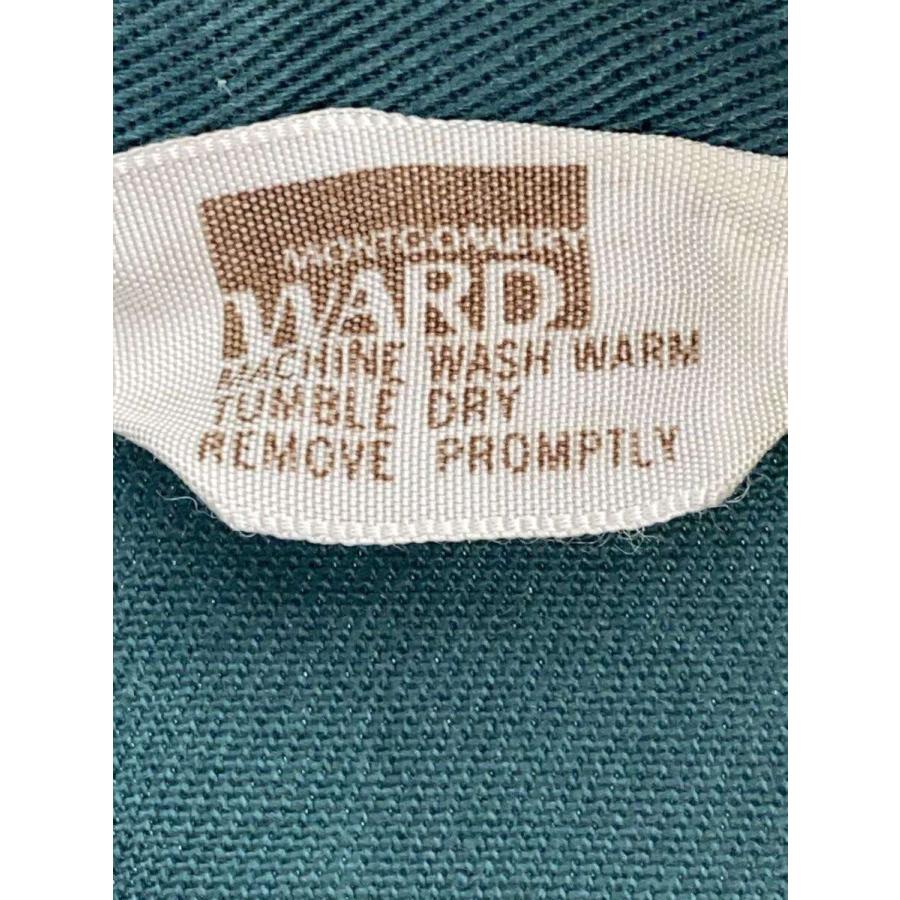 MONTGOMERY
WARD
MACHINE WASH WARM
TUMBLE DRY
REMOVE PROMPTLY